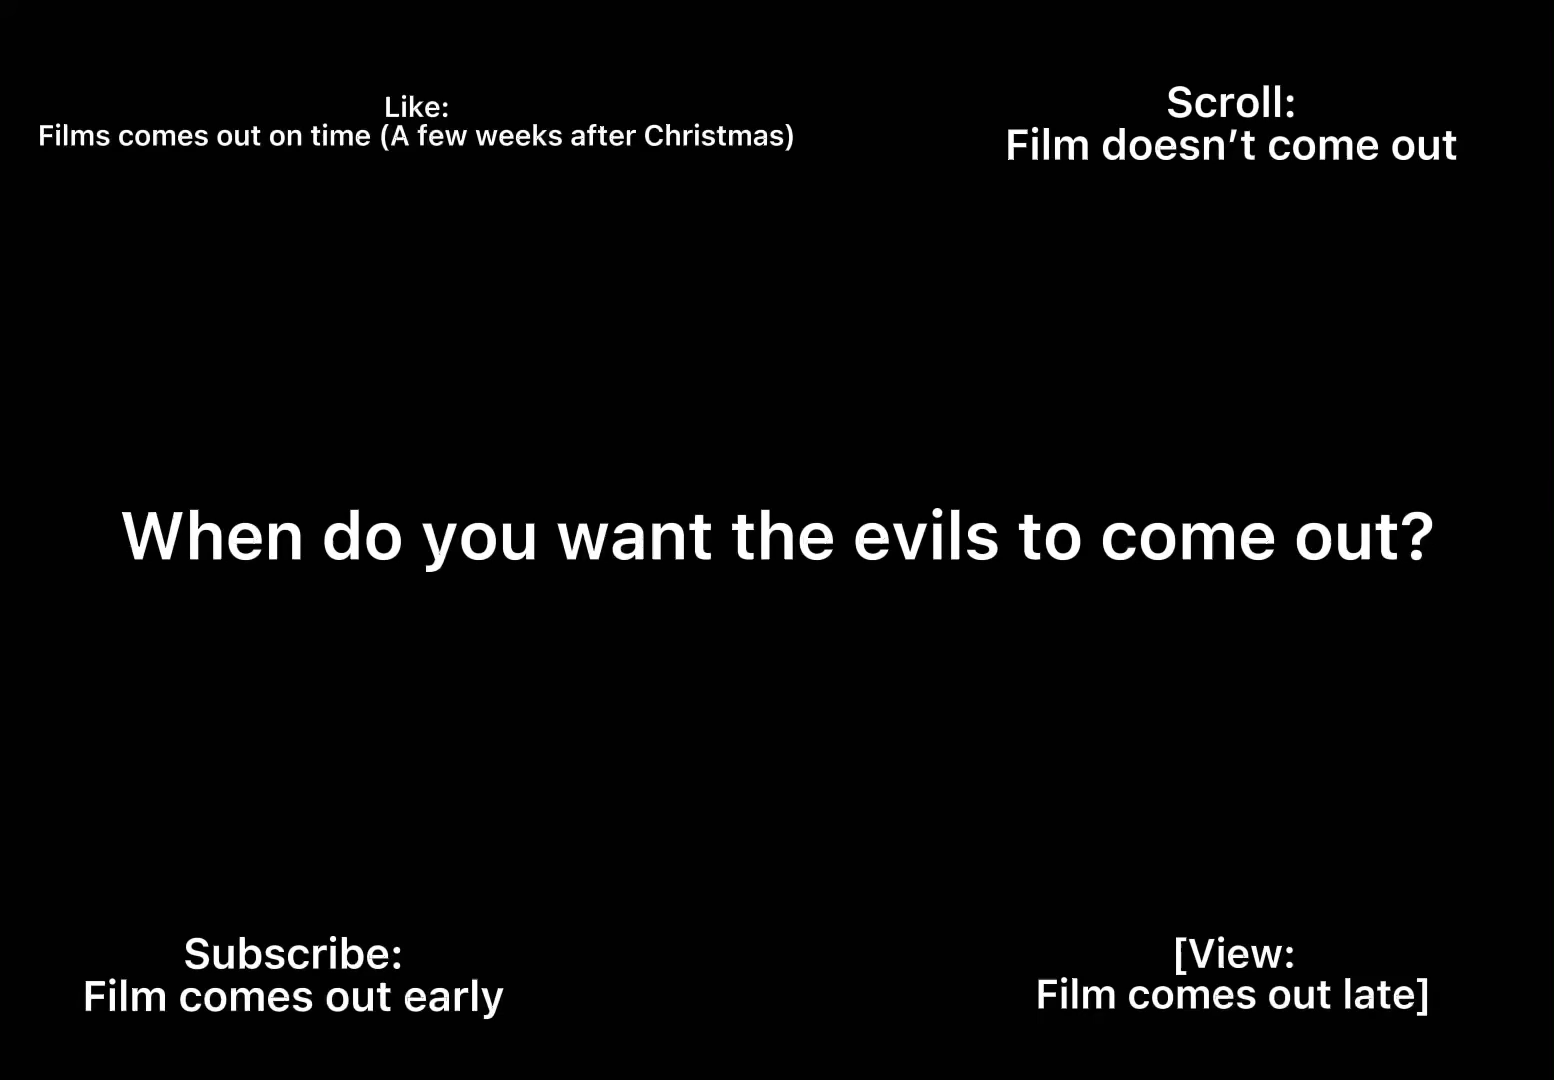 Like:
Films comes out on time (A few weeks after Christmas)
Scroll:
Film doesn’t come out
When do you want the evils to come out?
Subscribe:
Film comes out early
[View:
Film comes out late]